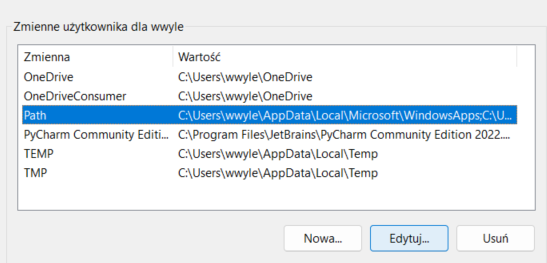 Zmienne użytkownika dla wwyle
Zmienna Wartość
OneDrive C:\Users\wwyle\OneDrive
OneDriveConsumer C:\Users\wwyle\OneDrive
Path C:\Users\wwyle\AppData\Local\Microsoft\WindowsApps;C:\U...
PyCharm Community Editi... C:\Program Files\JetBrains\PyCharm Community Edition 2022....
TEMP C:\Users\wwyle\AppData\Local\Temp
TMP C:\Users\wwyle\AppData\Local\Temp
Nowa... Edytuj... Usuń